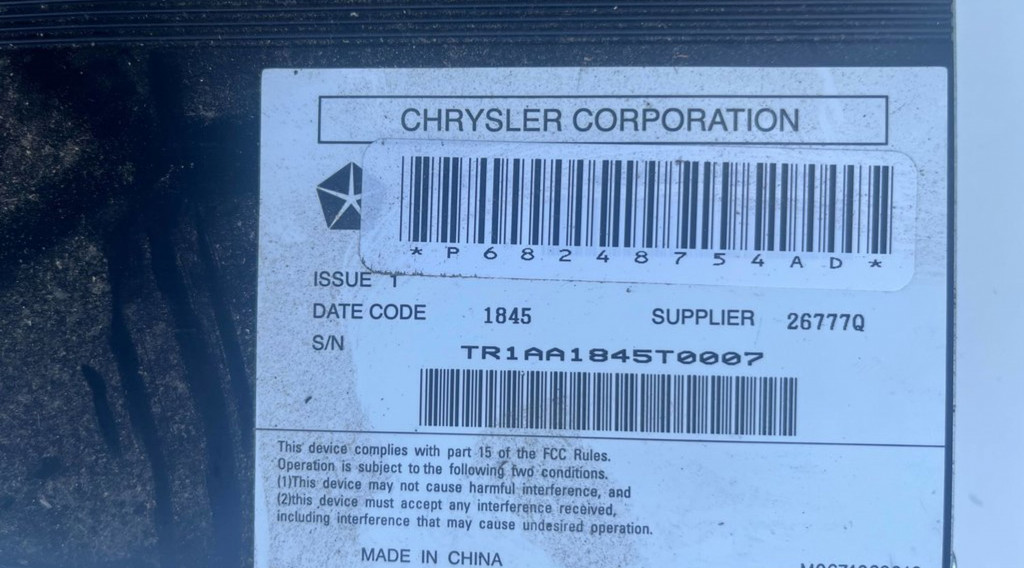 CHRYSLER CORPORATION
*P68248754AD*
ISSUE
DATE CODE 1845 SUPPLIER 26777Q
S/N TR1AA1845T0007
This device complies with part 15 of the FCC Rules.
Operation is subject to the following two conditions.
(1)This device may not cause harmful interference, and
(2)this device must accept any interference received,
including interference that may cause undesired operation.
MADE IN CHINA